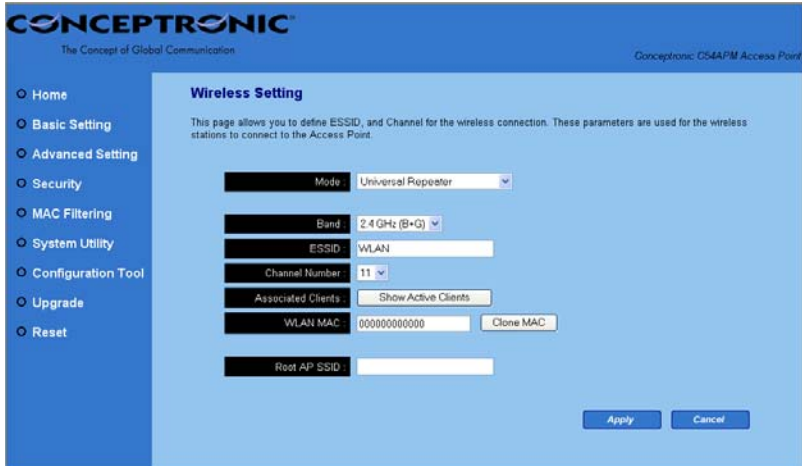 CONCEPTRONIC
The Concept of Global Communication
Conceptronic C54APM Access Point
Home
Basic Setting
Advanced Setting
Security
MAC Filtering
System Utility
Configuration Tool
Upgrade
Reset
Wireless Setting
This page allows you to define ESSID, and Channel for the wireless connection. These parameters are used for the wireless
stations to connect to the Access Point.
Mode : Universal Repeater
Band : 2.4 GHz (B+G)
ESSID : WLAN
Channel Number : 11
Associated Clients : Show Active Clients
WLAN MAC : 000000000000 Clone MAC
Root AP SSID :
Apply Cancel